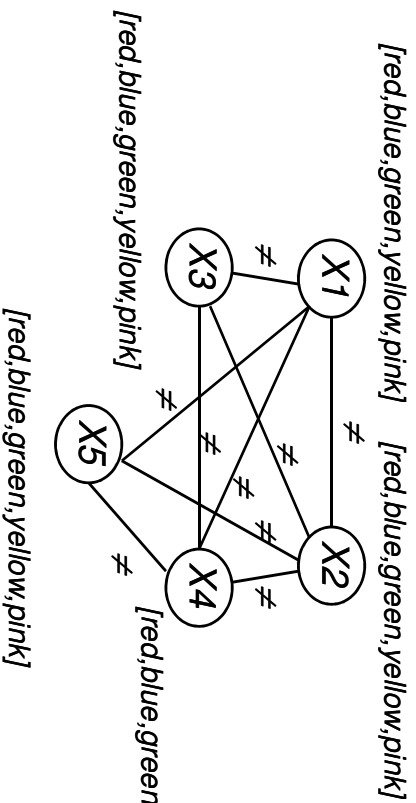 [red,blue,green,yellow,pink]
[red,blue,green,yellow,pink]
X1
≠
X2
≠
≠
≠
≠
≠
X3
≠
≠
X4
[red,blue,green,yellow,pink]
[red,blue,green
≠
X5
[red,blue,green,yellow,pink]